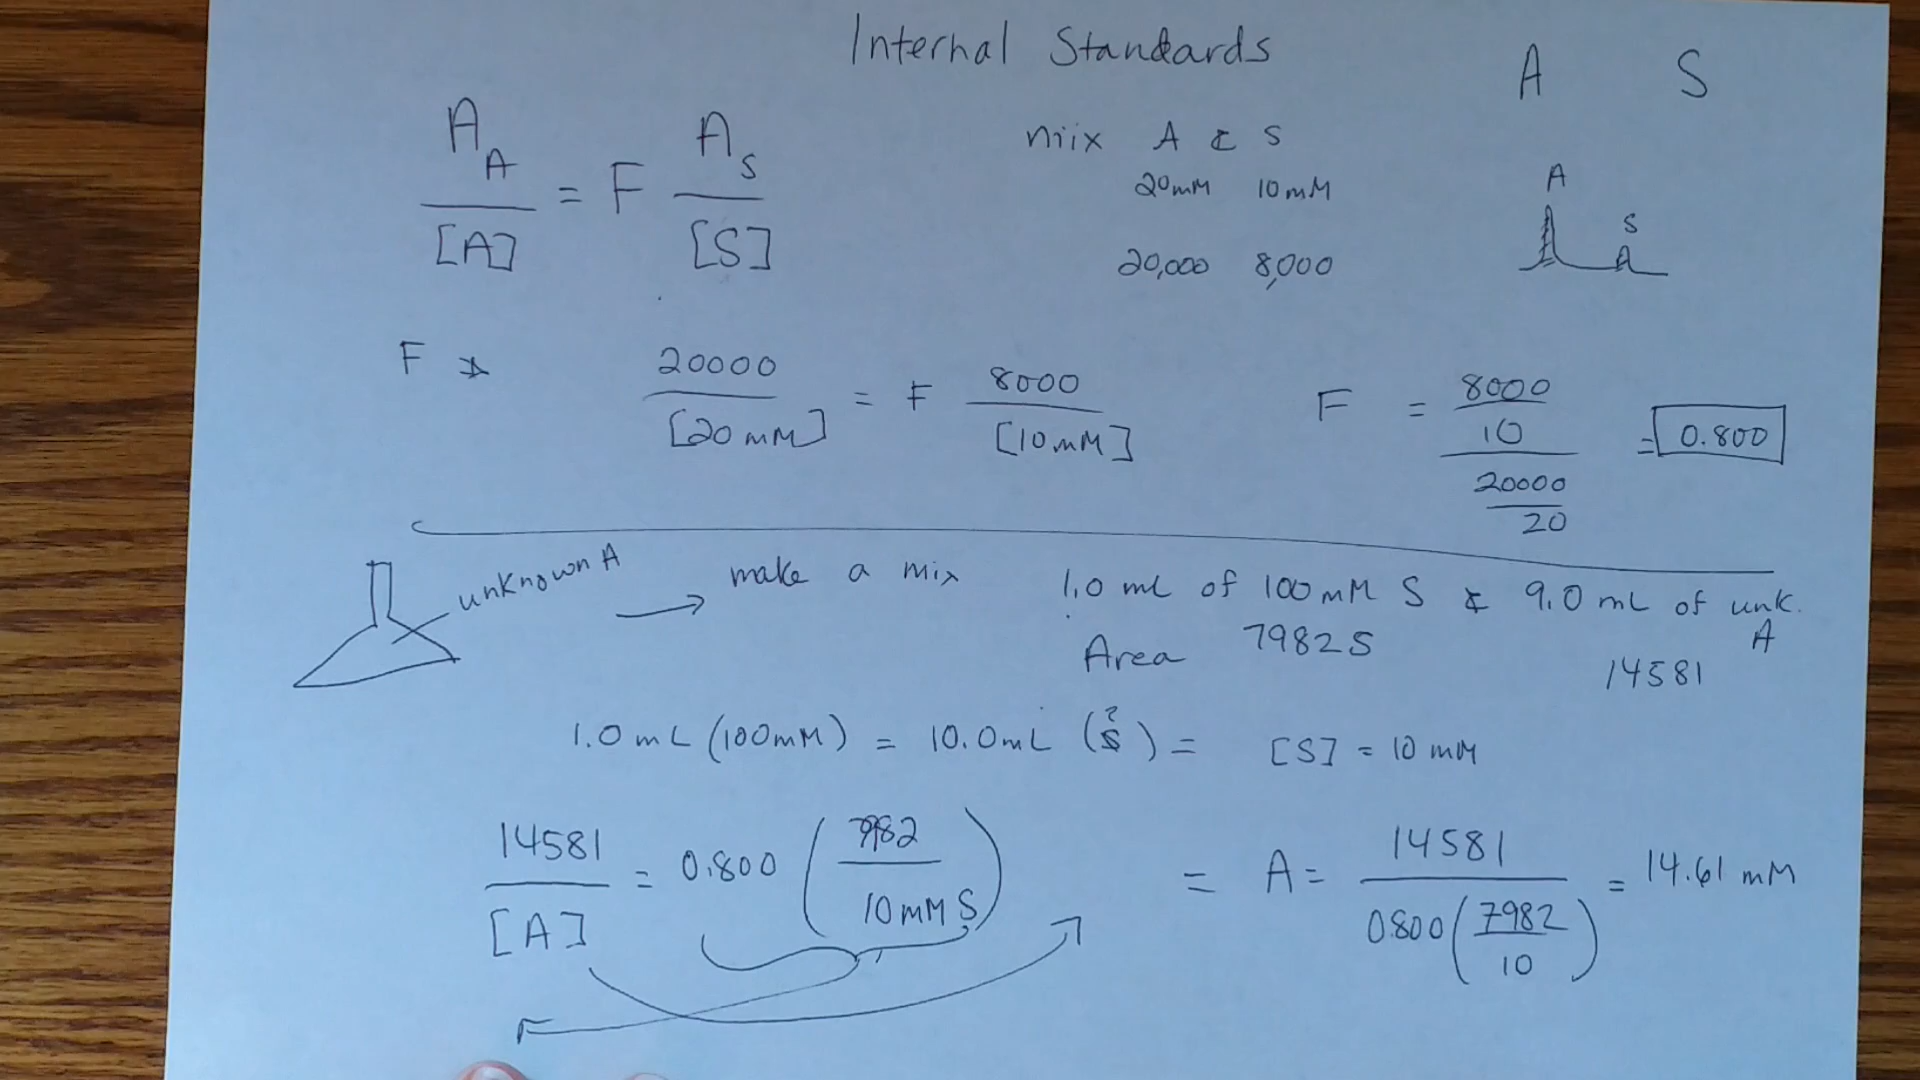 Internal Standards
A S
A_A / [A] = F A_S / [S]
mix A & S
20mM 10mM
20,000 8,000
A
S
F → 20000 / [20 mM] = F 8000 / [10 mM]
F = (8000 / 10) / (20000 / 20) = 0.800
unknown A → make a mix 1.0 mL of 100 mM S & 9.0 mL of unk. A
Area 7982 S 14581
1.0 mL (100mM) = 10.0mL (? S) = [S] = 10 mM
14581 / [A] = 0.800 (7982 / 10 mM S) = A = 14581 / 0.800 (7982 / 10) = 14.61 mM